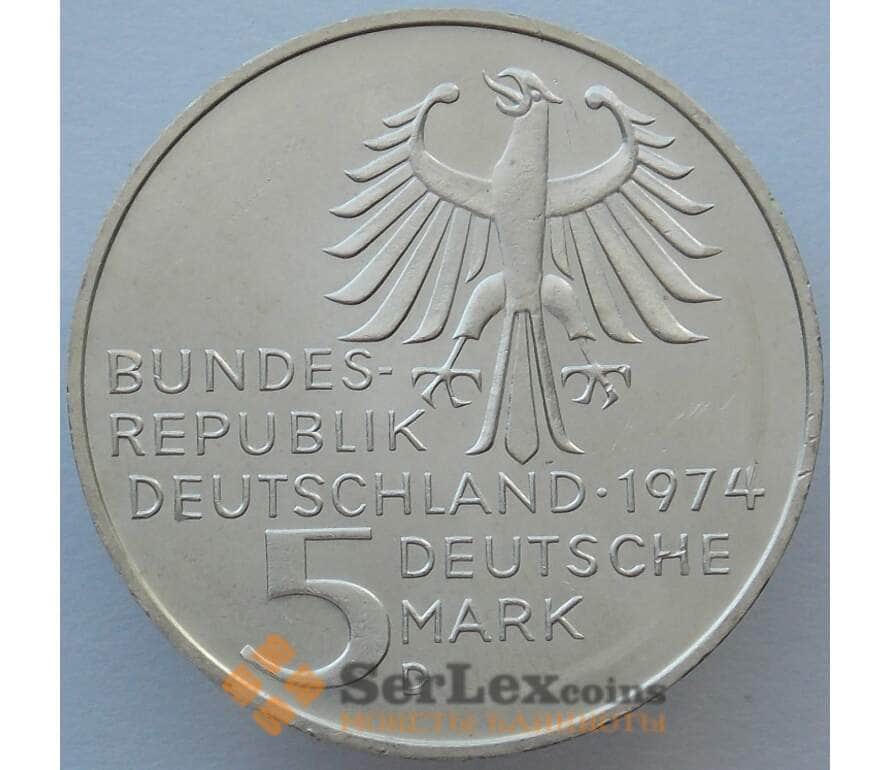 BUNDES-
REPUBLIK
DEUTSCHLAND · 1974
5 DEUTSCHE
MARK
D
SerLexcoins
МОНЕТЫ БАНКНОТЫ